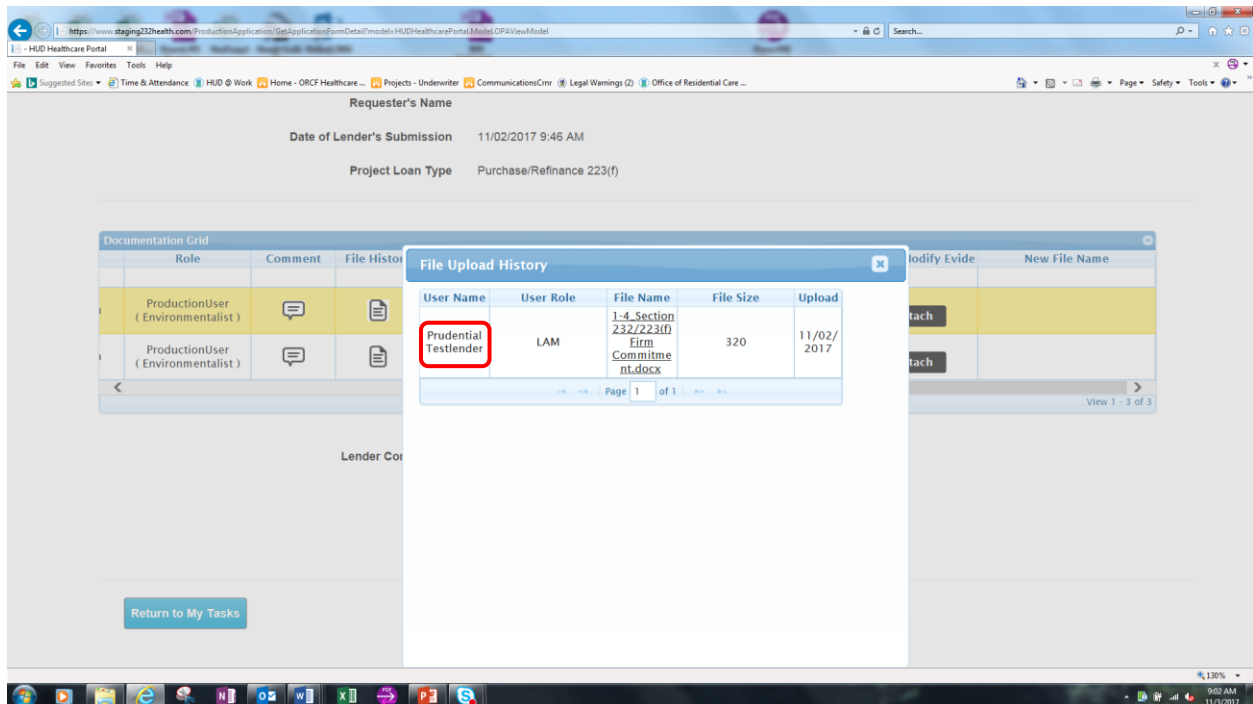 https://www.staging232health.com/ProductionApplication/GetApplicationFormDetail?model=HUDHealthcarePortal.Model.OPAViewModel
Search...
- HUD Healthcare Portal
File Edit View Favorites Tools Help
Suggested Sites Time & Attendance HUD @ Work Home - ORCF Healthcare ... Projects - Underwriter CommunicationsCrnr Legal Warnings (2) Office of Residential Care ...
Page Safety Tools
Requester's Name
Date of Lender's Submission 11/02/2017 9:46 AM
Project Loan Type Purchase/Refinance 223(f)
Documentation Grid
Role Comment File Histor
odify Evide New File Name
ProductionUser
( Environmentalist )
tach
ProductionUser
( Environmentalist )
tach
View 1 - 3 of 3
File Upload History
User Name User Role File Name File Size Upload
Prudential
Testlender
LAM
1-4_Section
232/223(f)
Firm
Commitme
nt.docx
320
11/02/
2017
Page 1 of 1
Lender Cor
Return to My Tasks
130%
9:02 AM
11/3/2017